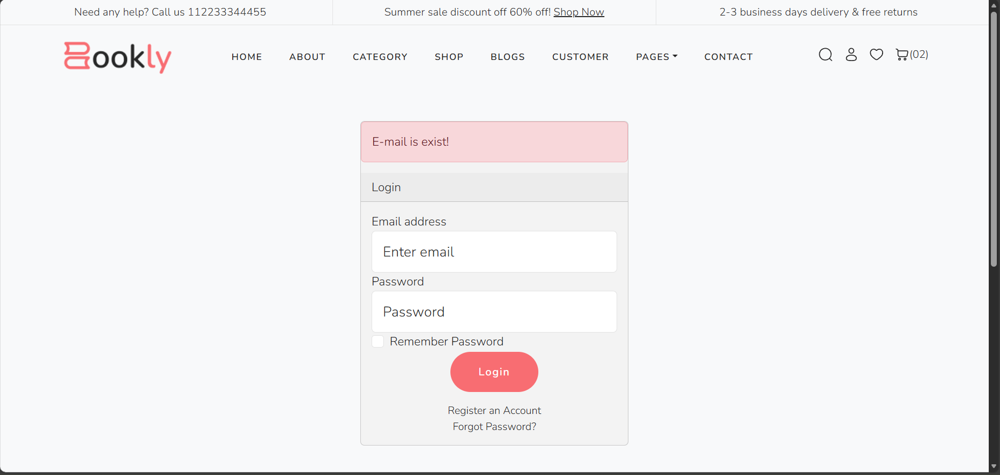 Need any help? Call us 112233344455
Summer sale discount off 60% off! Shop Now
2-3 business days delivery & free returns
Bookly
HOME
ABOUT
CATEGORY
SHOP
BLOGS
CUSTOMER
PAGES
CONTACT
(02)
E-mail is exist!
Login
Email address
Enter email
Password
Password
Remember Password
Login
Register an Account
Forgot Password?